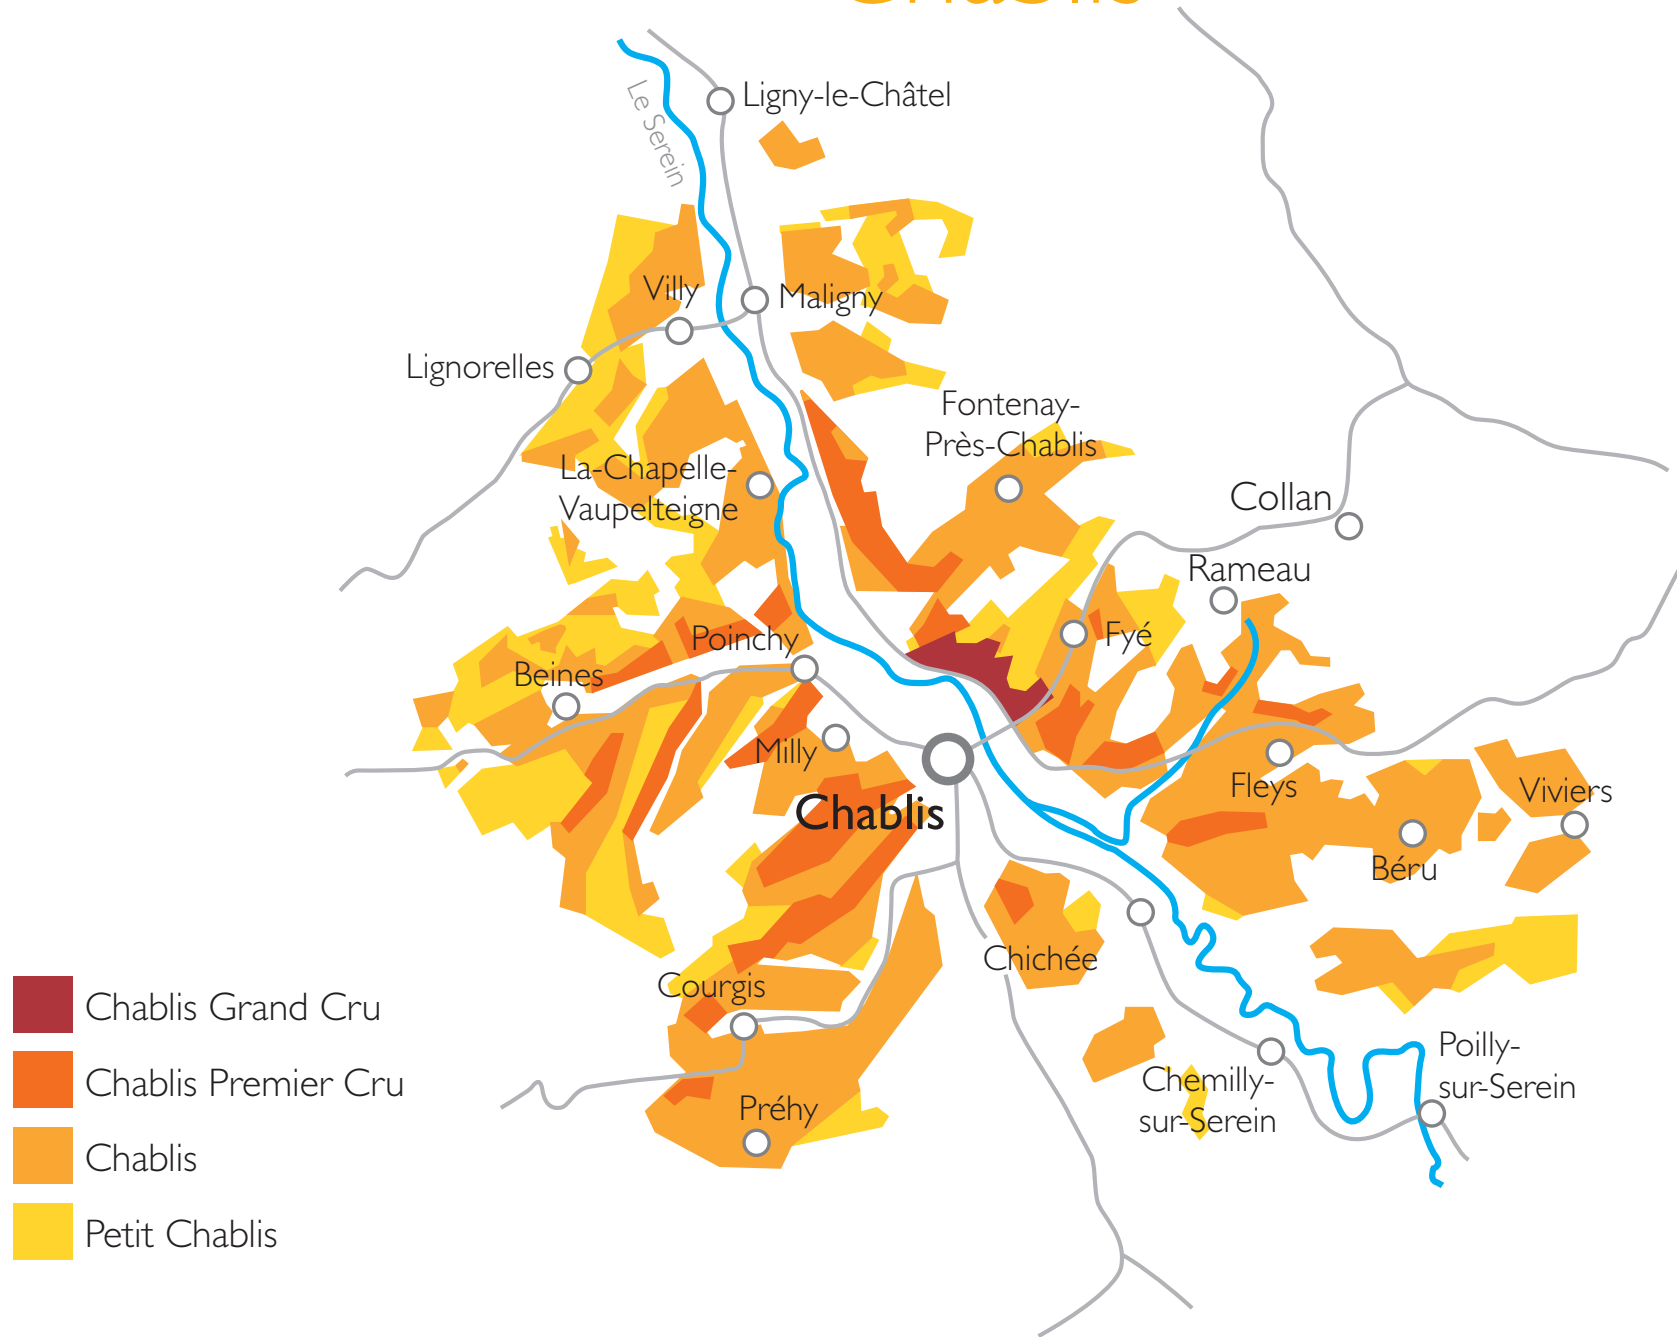 Chablis
Ligny-le-Châtel
Le Serein
Villy
Maligny
Lignorelles
Fontenay-
Près-Chablis
La-Chapelle-
Vaupelteigne
Collan
Rameau
Poinchy
Fyé
Beines
Milly
Fleys
Viviers
Chablis
Béru
Chichée
Courgis
Chablis Grand Cru
Poilly-
sur-Serein
Chemilly-
sur-Serein
Chablis Premier Cru
Préhy
Chablis
Petit Chablis